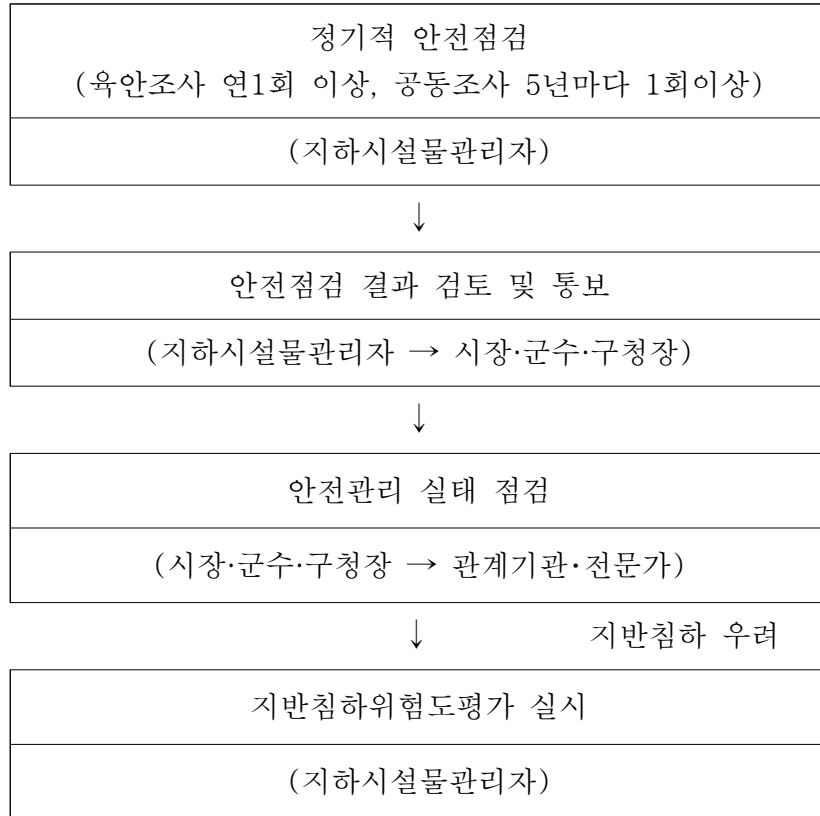 정기적 안전점검
(육안조사 연1회 이상, 공동조사 5년마다 1회이상)
(지하시설물관리자)
↓
안전점검 결과 검토 및 통보
(지하시설물관리자 → 시장·군수·구청장)
↓
안전관리 실태 점검
(시장·군수·구청장 → 관계기관·전문가)
↓ 지반침하 우려
지반침하위험도평가 실시
(지하시설물관리자)